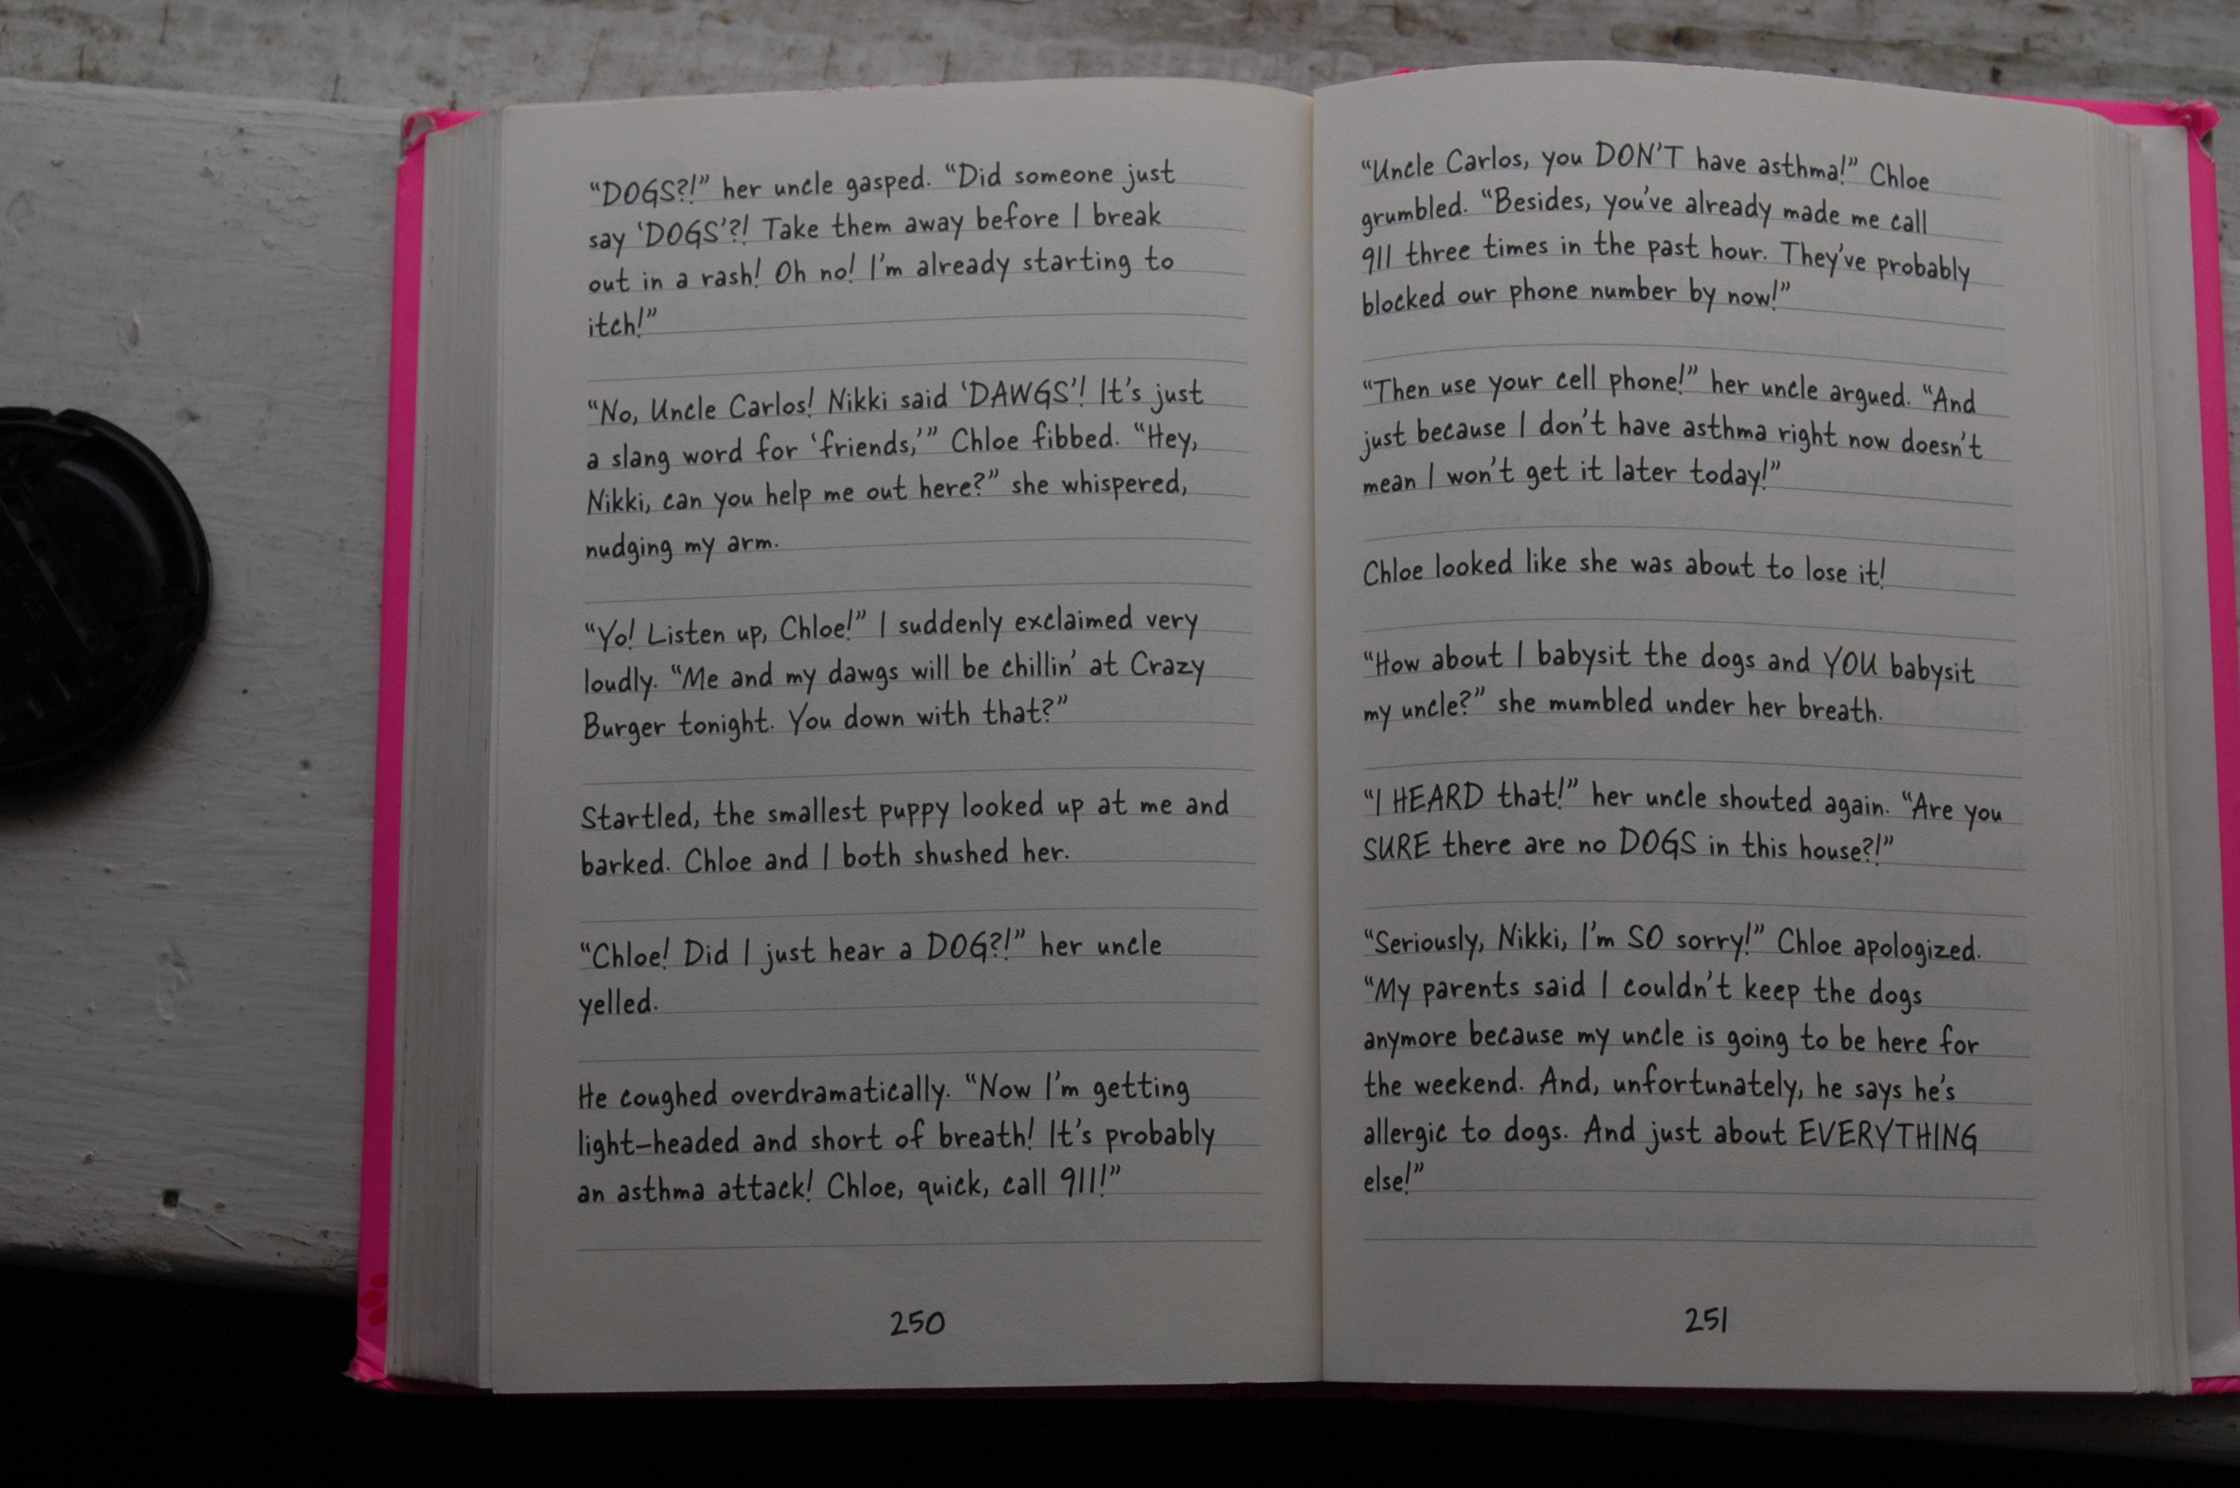 “DOGS?!” her uncle gasped. “Did someone just
say ‘DOGS’?! Take them away before I break
out in a rash! Oh no! I’m already starting to
itch!”
“No, Uncle Carlos! Nikki said ‘DAWGS’! It’s just
a slang word for ‘friends,’” Chloe fibbed. “Hey,
Nikki, can you help me out here?” she whispered,
nudging my arm.
“Yo! Listen up, Chloe!” I suddenly exclaimed very
loudly. “Me and my dawgs will be chillin’ at Crazy
Burger tonight. You down with that?”
Startled, the smallest puppy looked up at me and
barked. Chloe and I both shushed her.
“Chloe! Did I just hear a DOG?!” her uncle
yelled.
He coughed overdramatically. “Now I’m getting
light-headed and short of breath! It’s probably
an asthma attack! Chloe, quick, call 911!”
250
“Uncle Carlos, you DON’T have asthma!” Chloe
grumbled. “Besides, you’ve already made me call
911 three times in the past hour. They’ve probably
blocked our phone number by now!”
“Then use your cell phone!” her uncle argued. “And
just because I don’t have asthma right now doesn’t
mean I won’t get it later today!”
Chloe looked like she was about to lose it!
“How about I babysit the dogs and YOU babysit
my uncle?” she mumbled under her breath.
“I HEARD that!” her uncle shouted again. “Are you
SURE there are no DOGS in this house?!”
“Seriously, Nikki, I’m SO sorry!” Chloe apologized.
“My parents said I couldn’t keep the dogs
anymore because my uncle is going to be here for
the weekend. And, unfortunately, he says he’s
allergic to dogs. And just about EVERYTHING
else!”
251